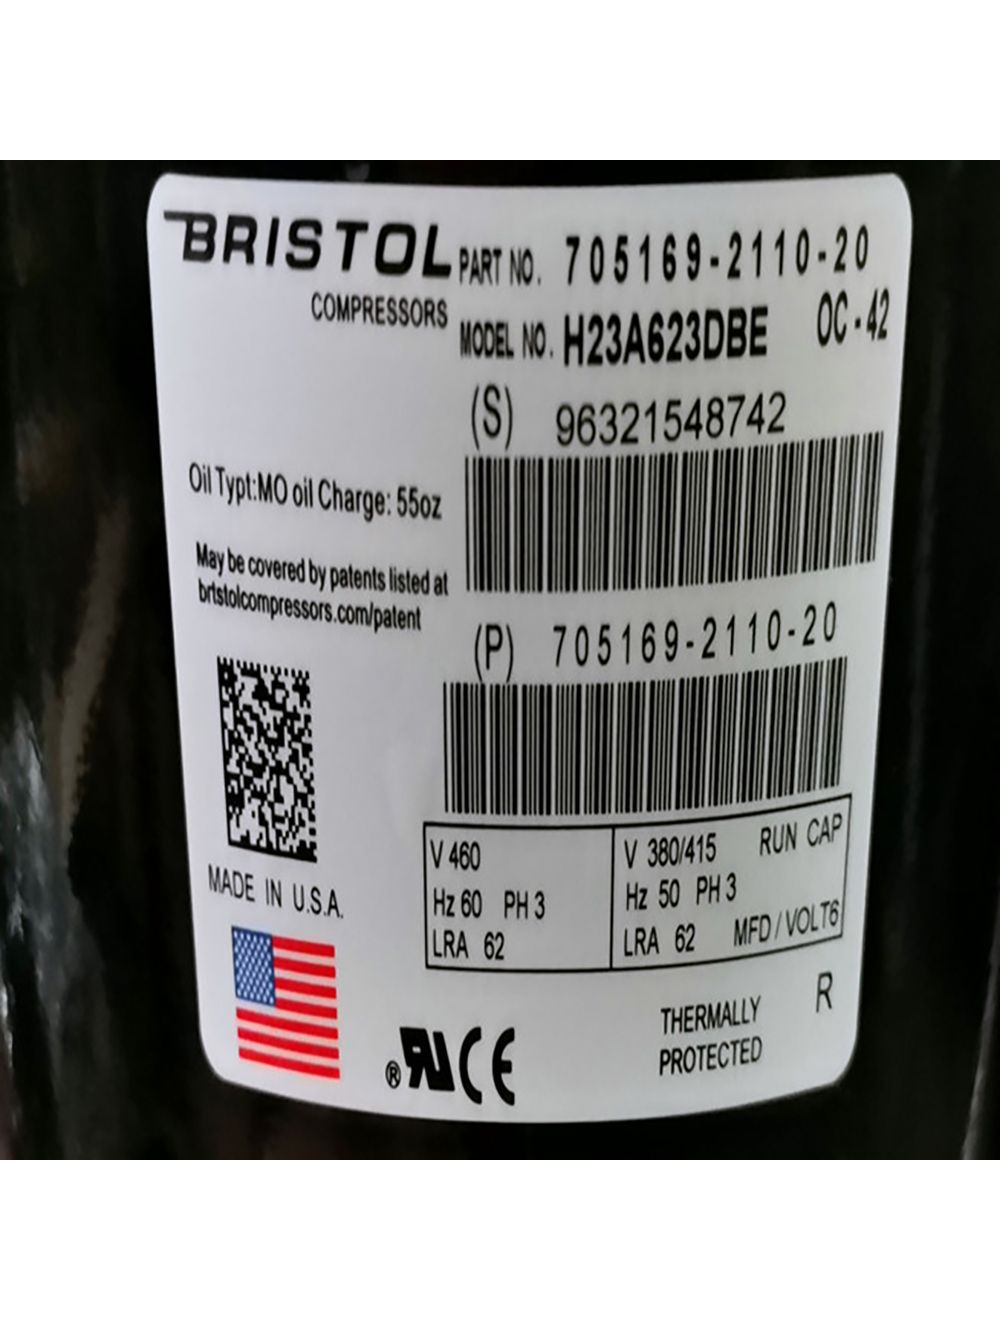 BRISTOL
COMPRESSORS
PART NO. 705169-2110-20
MODEL NO. H23A623DBE OC-42
(S) 96321548742
Oil Typt:MO oil Charge: 55oz
May be covered by patents listed at
brtstolcompressors.com/patent
(P) 705169-2110-20
MADE IN U.S.A.
V 460
Hz 60 PH 3
LRA 62
V 380/415 RUN CAP
Hz 50 PH 3
LRA 62 MFD/VOLT6
THERMALLY
PROTECTED
R
® RU CE